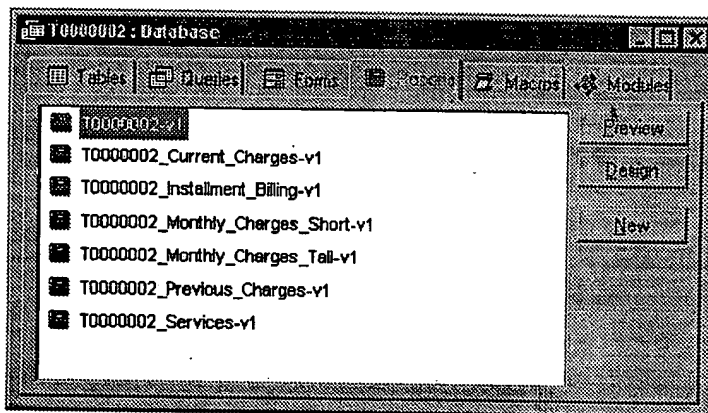 T0000002 : Database
Tables Queries Forms Reports Macros Modules
T0000002-v1
T0000002_Current_Charges-v1
T0000002_Installment_Billing-v1
T0000002_Monthly_Charges_Short-v1
T0000002_Monthly_Charges_Tall-v1
T0000002_Previous_Charges-v1
T0000002_Services-v1
Preview
Design
New